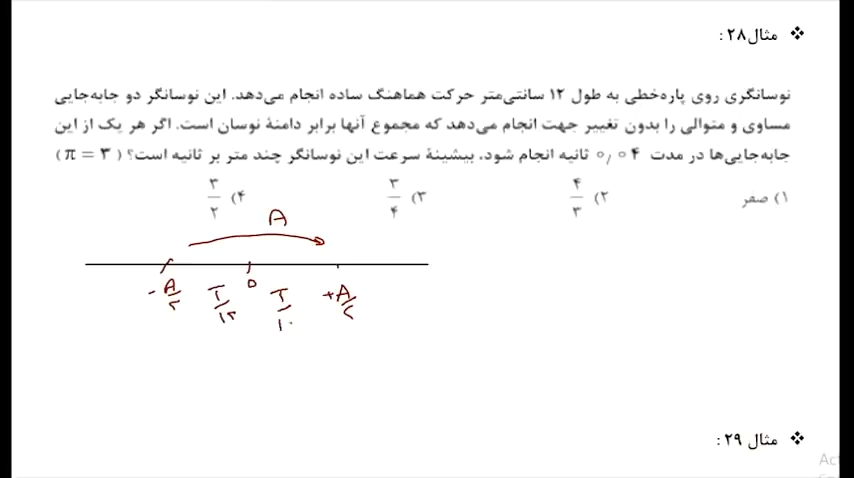 ❖ مثال۲۸:
نوسانگری روی پاره‌خطی به طول ۱۲ سانتی‌متر حرکت هماهنگ ساده انجام می‌دهد. این نوسانگر دو جابه‌جایی
مساوی و متوالی را بدون تغییر جهت انجام می‌دهد که مجموع آنها برابر دامنهٔ نوسان است. اگر هر یک از این
جابه‌جایی‌ها در مدت ۰/۰۴ ثانیه انجام شود، بیشینهٔ سرعت این نوسانگر چند متر بر ثانیه است؟ (π = ۳)
۱) صفر ۲) ۴/۳ ۳) ۳/۴ ۴) ۳/۲
A
-A/۲ T/۱۲ 0 T/۱۰ +A/۲
❖ مثال ۲۹: